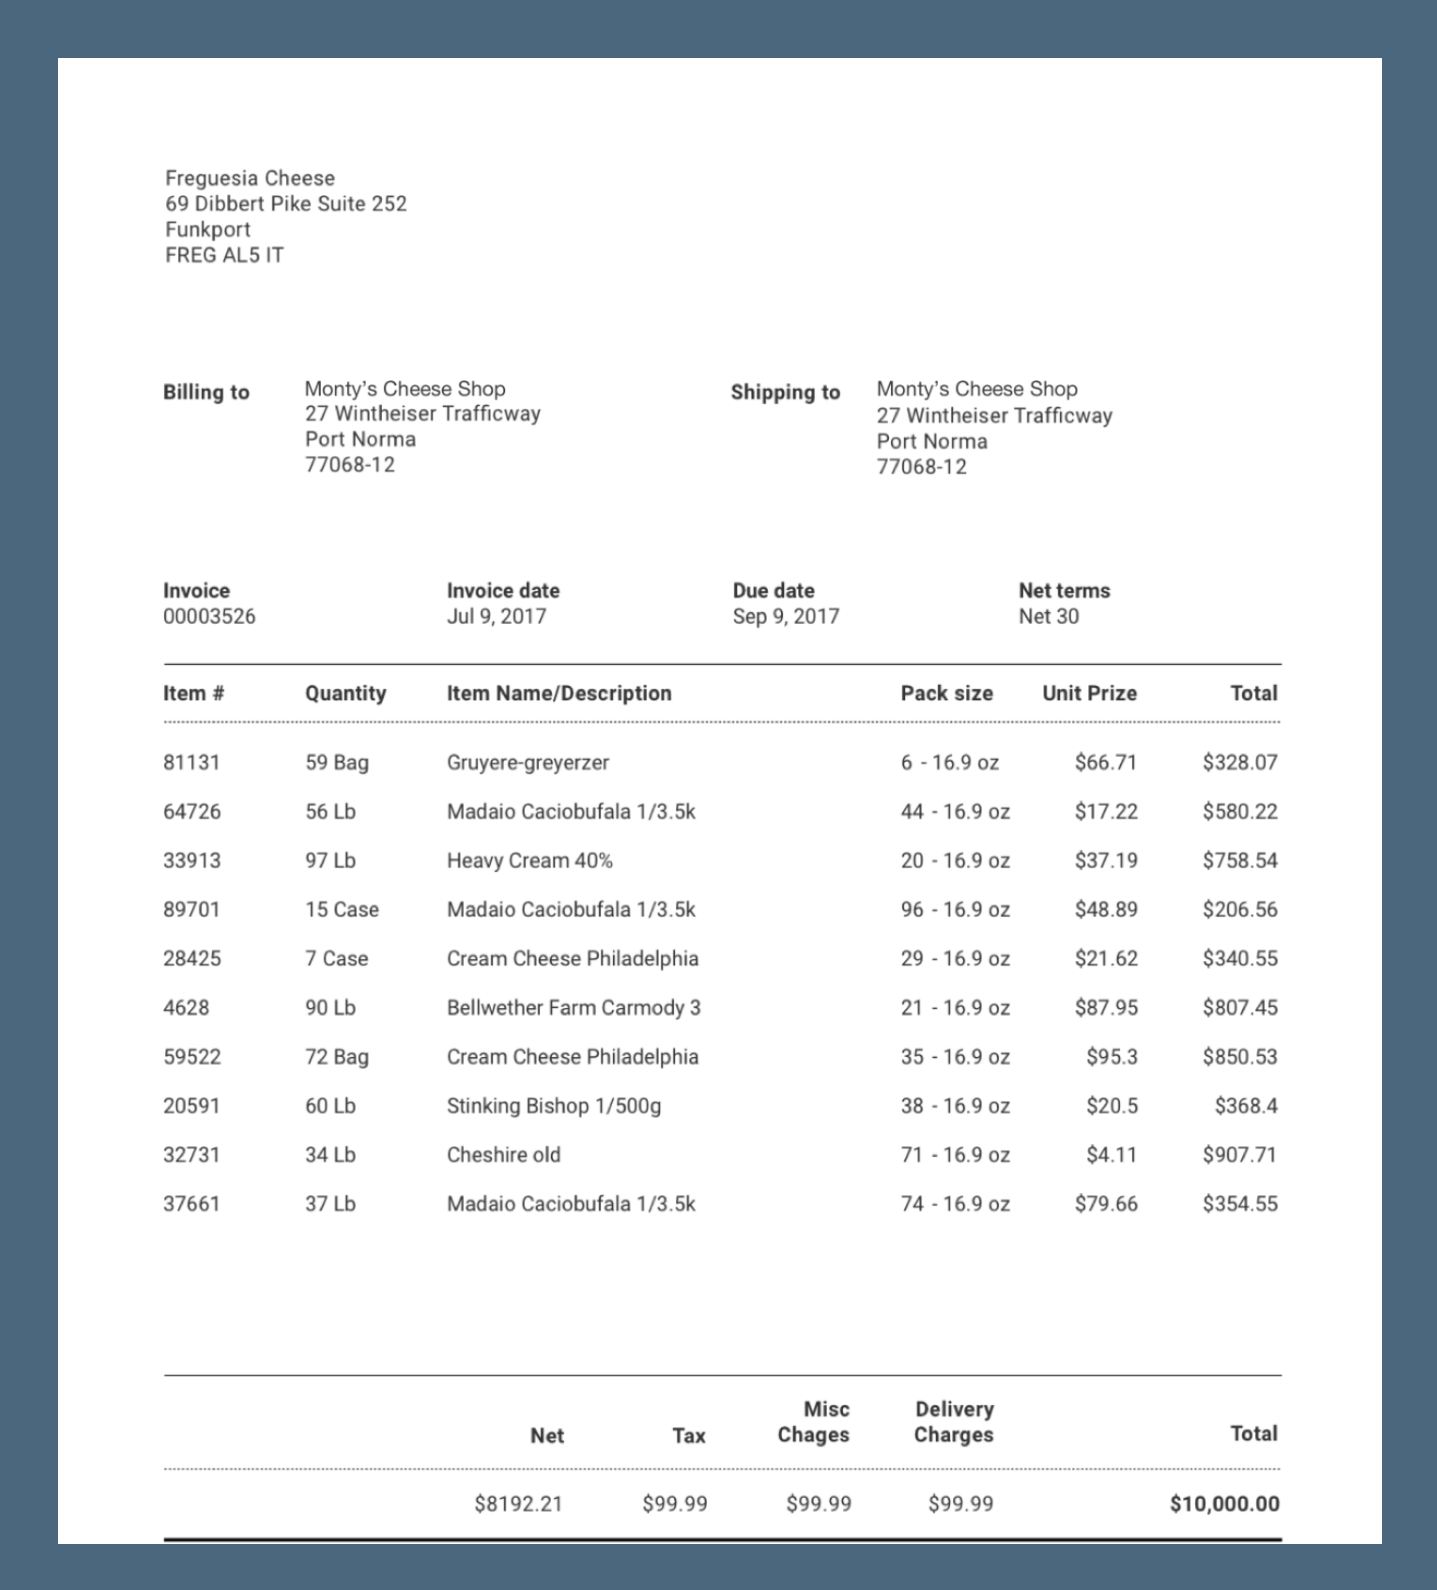 Freguesia Cheese
69 Dibbert Pike Suite 252
Funkport
FREG AL5 IT
Billing to
Monty’s Cheese Shop
27 Wintheiser Trafficway
Port Norma
77068-12
Shipping to
Monty’s Cheese Shop
27 Wintheiser Trafficway
Port Norma
77068-12
Invoice Invoice date Due date Net terms
00003526 Jul 9, 2017 Sep 9, 2017 Net 30
Item # Quantity Item Name/Description Pack size Unit Prize Total
81131 59 Bag Gruyere-greyerzer 6 - 16.9 oz $66.71 $328.07
64726 56 Lb Madaio Caciobufala 1/3.5k 44 - 16.9 oz $17.22 $580.22
33913 97 Lb Heavy Cream 40% 20 - 16.9 oz $37.19 $758.54
89701 15 Case Madaio Caciobufala 1/3.5k 96 - 16.9 oz $48.89 $206.56
28425 7 Case Cream Cheese Philadelphia 29 - 16.9 oz $21.62 $340.55
4628 90 Lb Bellwether Farm Carmody 3 21 - 16.9 oz $87.95 $807.45
59522 72 Bag Cream Cheese Philadelphia 35 - 16.9 oz $95.3 $850.53
20591 60 Lb Stinking Bishop 1/500g 38 - 16.9 oz $20.5 $368.4
32731 34 Lb Cheshire old 71 - 16.9 oz $4.11 $907.71
37661 37 Lb Madaio Caciobufala 1/3.5k 74 - 16.9 oz $79.66 $354.55
Misc Delivery
Net Tax Chages Charges Total
$8192.21 $99.99 $99.99 $99.99 $10,000.00